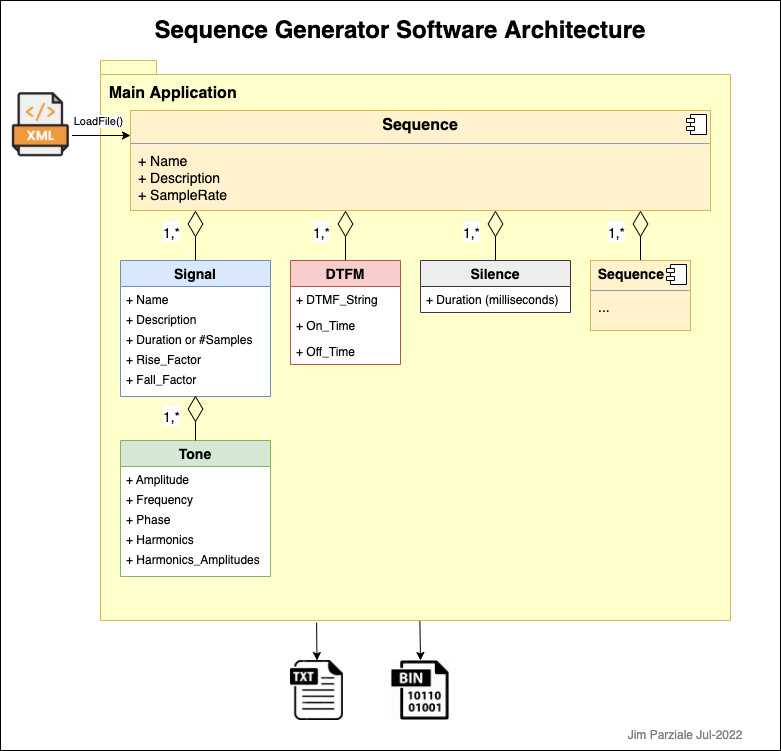 Sequence Generator Software Architecture
Main Application
</>
XML
LoadFile()
Sequence
+ Name
+ Description
+ SampleRate
1,*
1,*
1,*
1,*
Signal
+ Name
+ Description
+ Duration or #Samples
+ Rise_Factor
+ Fall_Factor
DTFM
+ DTMF_String
+ On_Time
+ Off_Time
Silence
+ Duration (milliseconds)
Sequence
...
1,*
Tone
+ Amplitude
+ Frequency
+ Phase
+ Harmonics
+ Harmonics_Amplitudes
TXT
BIN
10110
01001
Jim Parziale Jul-2022